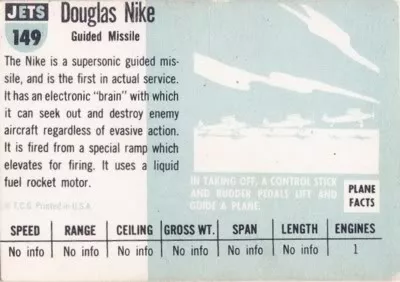 JETS
149
Douglas Nike
Guided Missile
The Nike is a supersonic guided mis-
sile, and is the first in actual service.
It has an electronic "brain" with which
it can seek out and destroy enemy
aircraft regardless of evasive action.
It is fired from a special ramp which
elevates for firing. It uses a liquid
fuel rocket motor.
© T.C.G. Printed in U.S.A.
IN TAKING OFF, A CONTROL STICK
AND RUDDER PEDALS LIFT AND
GUIDE A PLANE.
PLANE
FACTS
SPEED RANGE CEILING GROSS WT. SPAN LENGTH ENGINES
No info No info No info No info No info No info 1